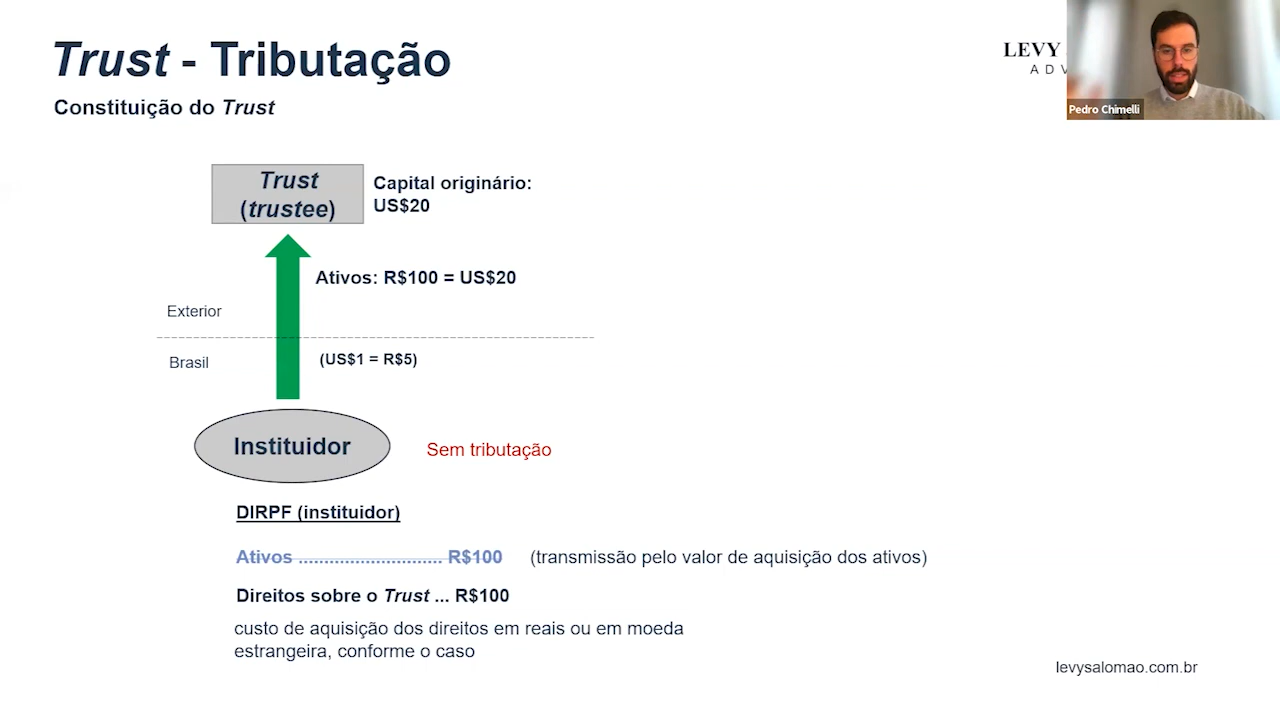 Trust - Tributação
Constituição do Trust
LEVY
ADV
Pedro Chimelli
Trust
(trustee)
Capital originário:
US$20
Ativos: R$100 = US$20
Exterior
Brasil
(US$1 = R$5)
Instituidor
Sem tributação
DIRPF (instituidor)
Ativos ........................... R$100 (transmissão pelo valor de aquisição dos ativos)
Direitos sobre o Trust ... R$100
custo de aquisição dos direitos em reais ou em moeda
estrangeira, conforme o caso
levysalomao.com.br